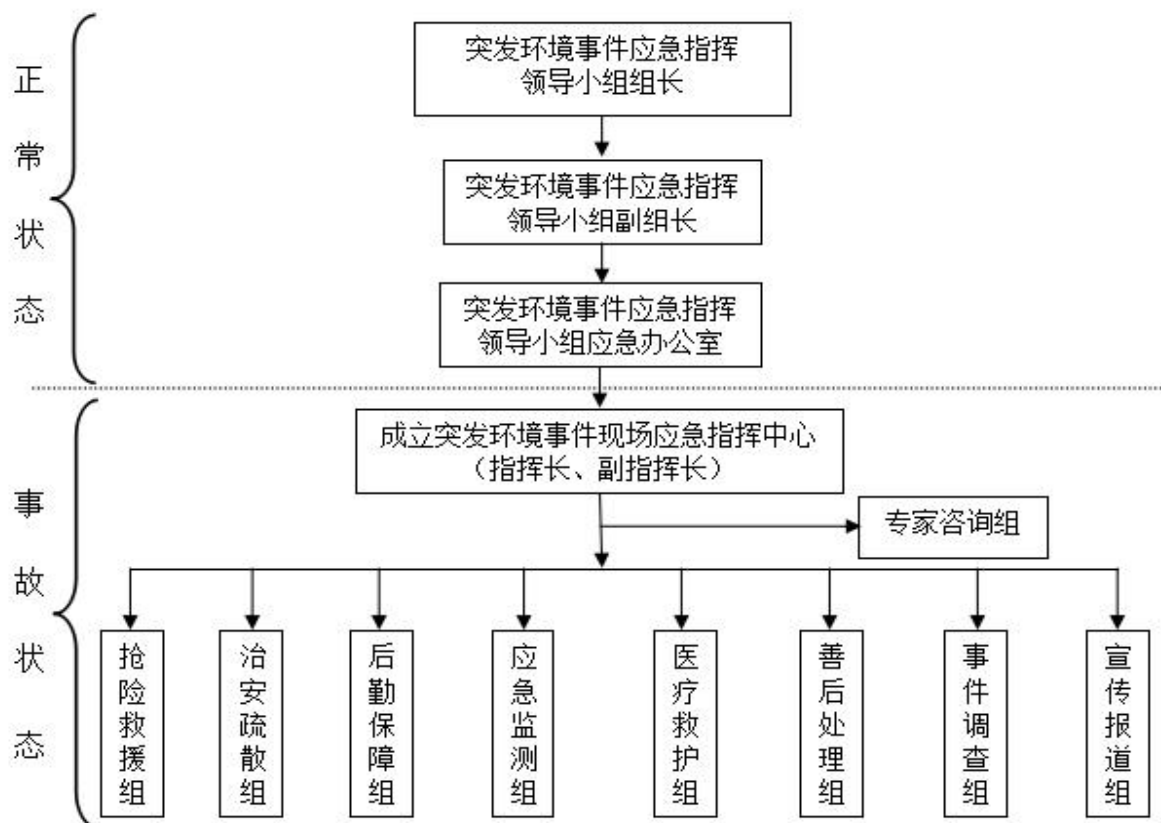 正常状态
突发环境事件应急指挥
领导小组组长
突发环境事件应急指挥
领导小组副组长
突发环境事件应急指挥
领导小组应急办公室
事故状态
成立突发环境事件现场应急指挥中心
（指挥长、副指挥长）
专家咨询组
抢险救援组
治安疏散组
后勤保障组
应急监测组
医疗救护组
善后处理组
事件调查组
宣传报道组